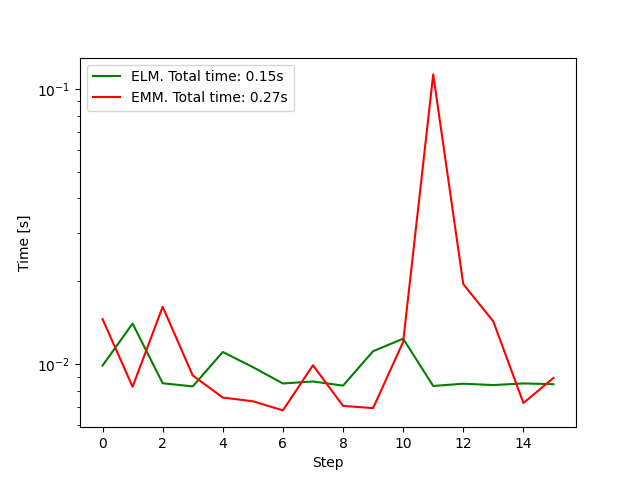 ELM. Total time: 0.15s
EMM. Total time: 0.27s
10⁻¹
10⁻²
Time [s]
0 2 4 6 8 10 12 14
Step